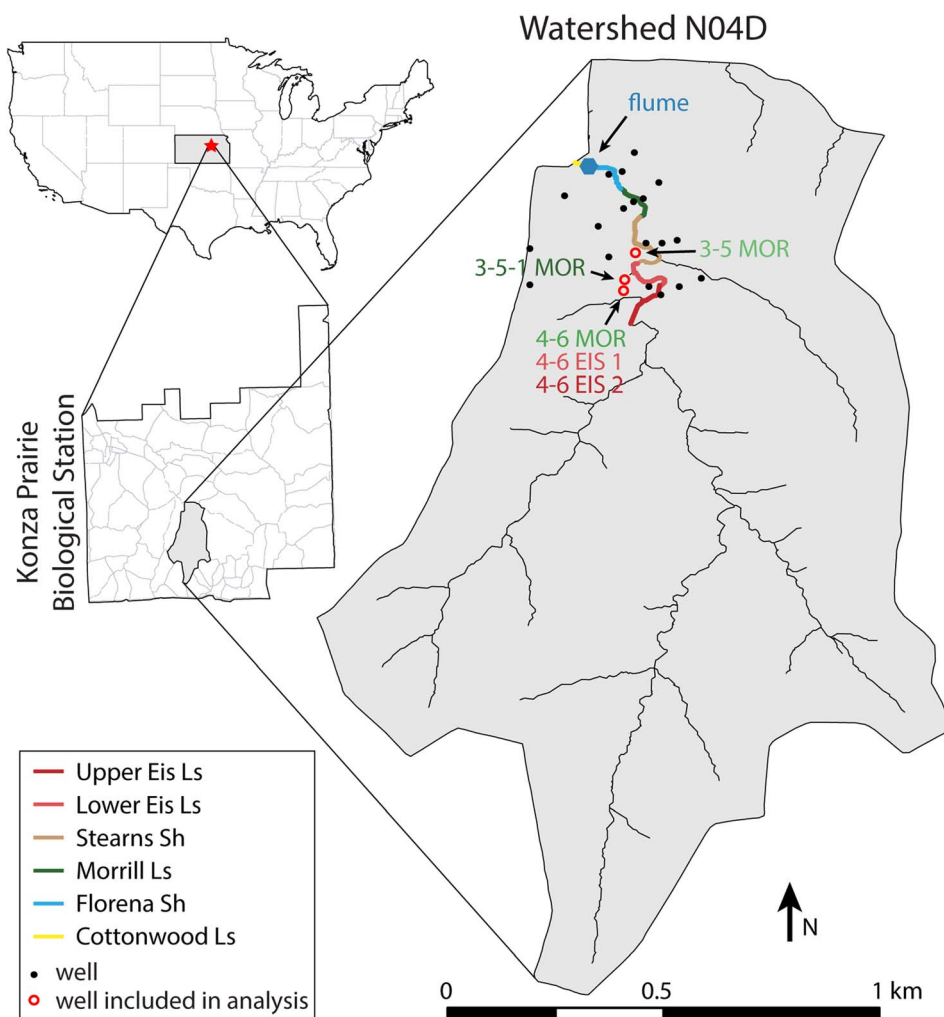 Watershed N04D
flume
3-5 MOR
3-5-1 MOR
4-6 MOR
4-6 EIS 1
4-6 EIS 2
Konza Prairie
Biological Station
Upper Eis Ls
Lower Eis Ls
Stearns Sh
Morrill Ls
Florena Sh
Cottonwood Ls
well
well included in analysis
N
0 0.5 1 km